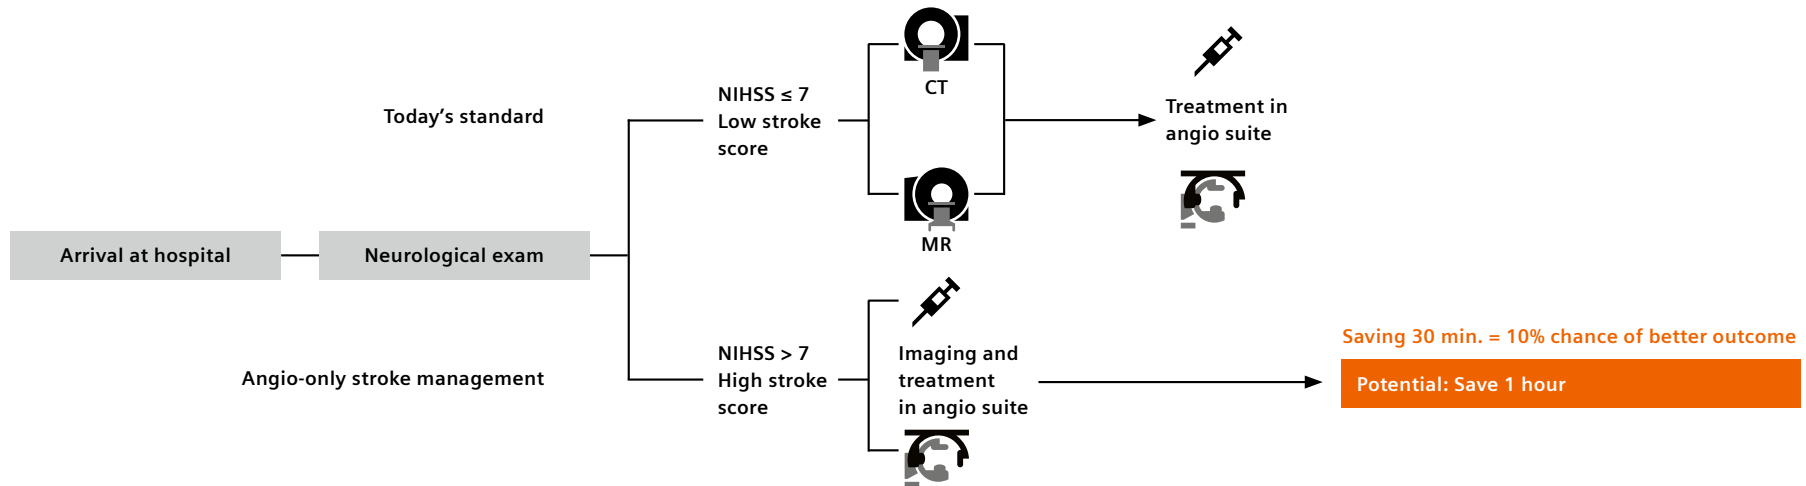 Today’s standard
NIHSS ≤ 7
Low stroke
score
CT
MR
Treatment in
angio suite
Arrival at hospital
Neurological exam
Angio-only stroke management
NIHSS > 7
High stroke
score
Imaging and
treatment
in angio suite
Saving 30 min. = 10% chance of better outcome
Potential: Save 1 hour